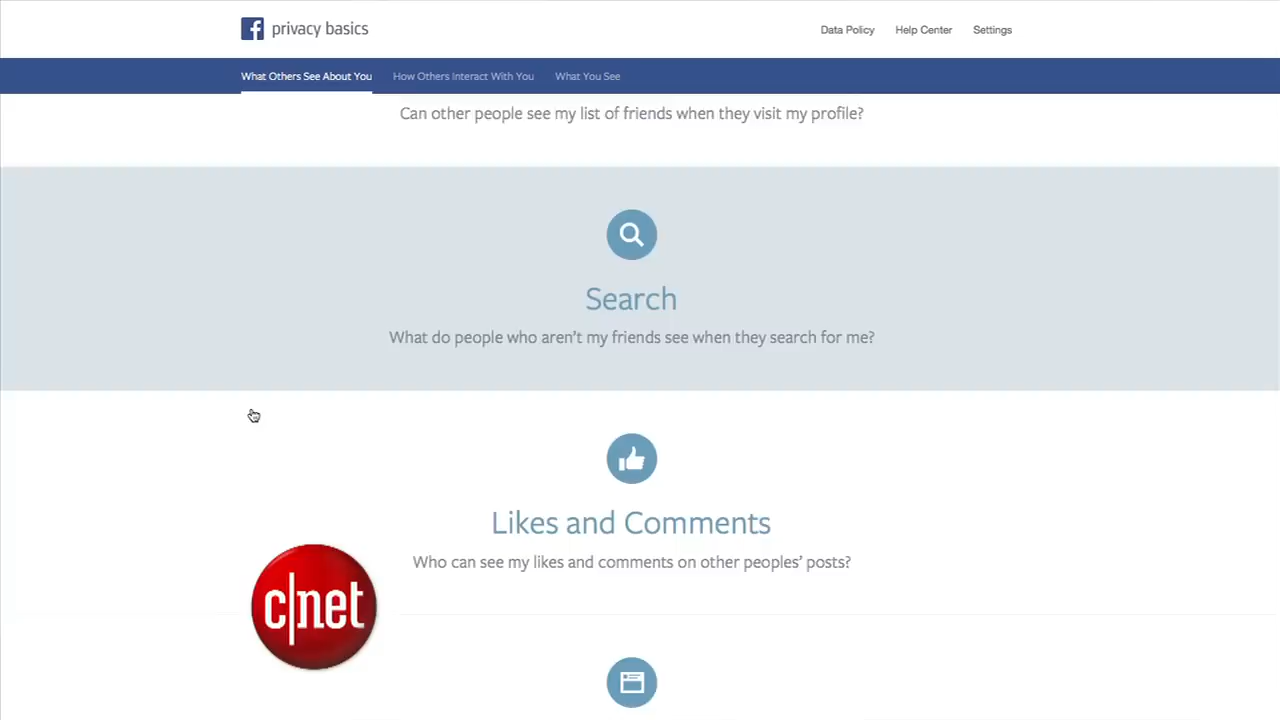 privacy basics
Data Policy Help Center Settings
What Others See About You How Others Interact With You What You See
Can other people see my list of friends when they visit my profile?
Search
What do people who aren't my friends see when they search for me?
Likes and Comments
Who can see my likes and comments on other peoples' posts?
c|net